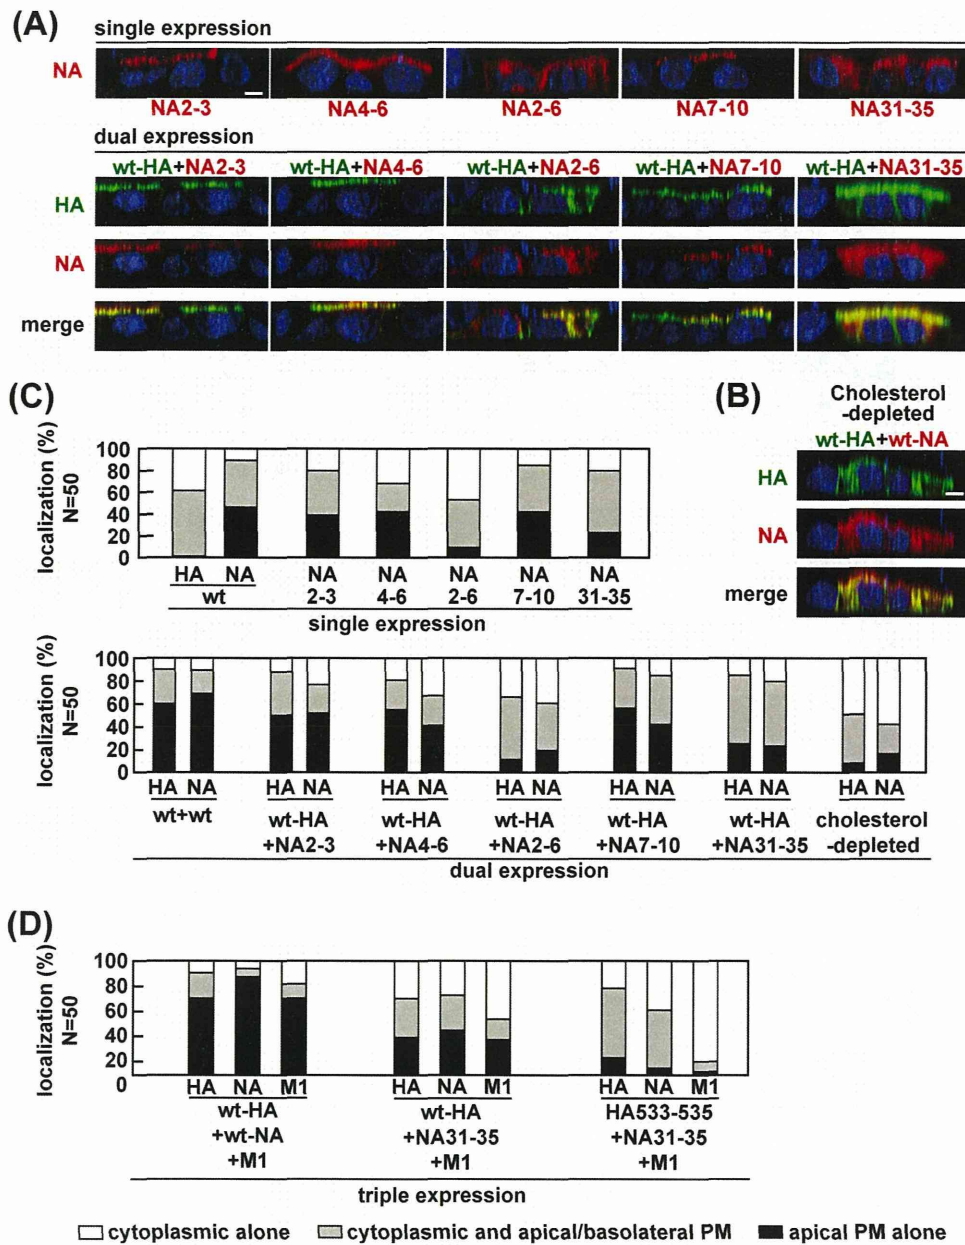 (A)
single expression
NA
NA2-3 NA4-6 NA2-6 NA7-10 NA31-35
dual expression
wt-HA+NA2-3 wt-HA+NA4-6 wt-HA+NA2-6 wt-HA+NA7-10 wt-HA+NA31-35
HA
NA
merge
(C)
localization (%)
N=50
100
80
60
40
20
0
HA NA NA NA NA NA NA
wt 2-3 4-6 2-6 7-10 31-35
single expression
(B)
Cholesterol
-depleted
wt-HA+wt-NA
HA
NA
merge
localization (%)
N=50
100
80
60
40
20
0
HA NA HA NA HA NA HA NA HA NA HA NA HA NA
wt+wt wt-HA wt-HA wt-HA wt-HA wt-HA cholesterol
+NA2-3 +NA4-6 +NA2-6 +NA7-10 +NA31-35 -depleted
dual expression
(D)
localization (%)
N=50
100
80
60
40
20
0
HA NA M1 HA NA M1 HA NA M1
wt-HA wt-HA HA533-535
+wt-NA +NA31-35 +NA31-35
+M1 +M1 +M1
triple expression
cytoplasmic alone cytoplasmic and apical/basolateral PM apical PM alone